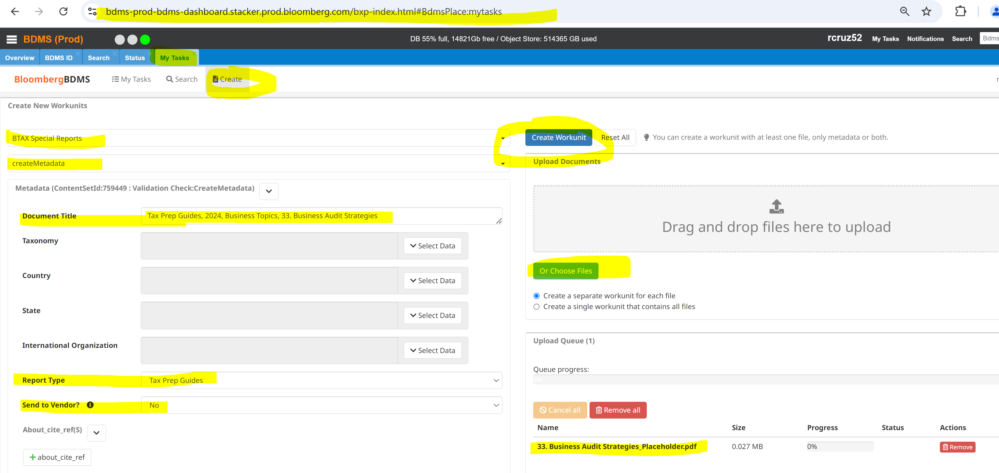 bdms-prod-bdms-dashboard.stacker.prod.bloomberg.com/bxp-index.html#BdmsPlace:mytasks
BDMS (Prod)
DB 55% full, 14821Gb free / Object Store: 514365 GB used
rcruz52 My Tasks Notifications Search Bdms
Overview BDMS ID Search Status My Tasks
BloombergBDMS My Tasks Search Create
Create New Workunits
BTAX Special Reports
createMetadata
Metadata (ContentSetId:759449 : Validation Check:CreateMetadata)
Document Title Tax Prep Guides, 2024, Business Topics, 33. Business Audit Strategies
Taxonomy Select Data
Country Select Data
State Select Data
International Organization Select Data
Report Type Tax Prep Guides
Send to Vendor? No
About_cite_ref(S)
about_cite_ref
Create Workunit Reset All You can create a workunit with at least one file, only metadata or both.
Upload Documents
Drag and drop files here to upload
Or Choose Files
Create a separate workunit for each file
Create a single workunit that contains all files
Upload Queue (1)
Queue progress:
0%
Cancel all Remove all
Name Size Progress Status Actions
33. Business Audit Strategies_Placeholder.pdf 0.027 MB 0% Remove